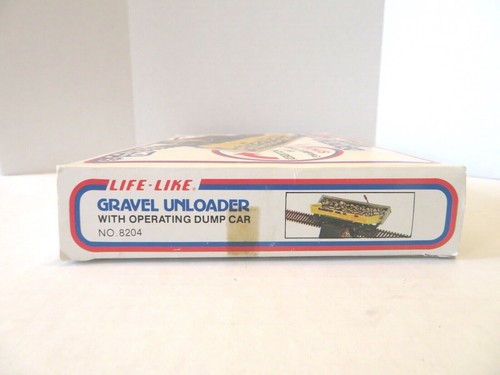 LIFE-LIKE
GRAVEL UNLOADER
WITH OPERATING DUMP CAR
NO. 8204